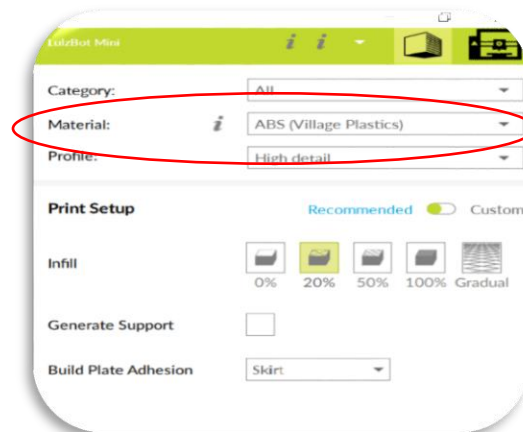 LulzBot Mini
Category: All
Material: i ABS (Village Plastics)
Profile: High detail
Print Setup Recommended Custom
Infill
0% 20% 50% 100% Gradual
Generate Support
Build Plate Adhesion Skirt